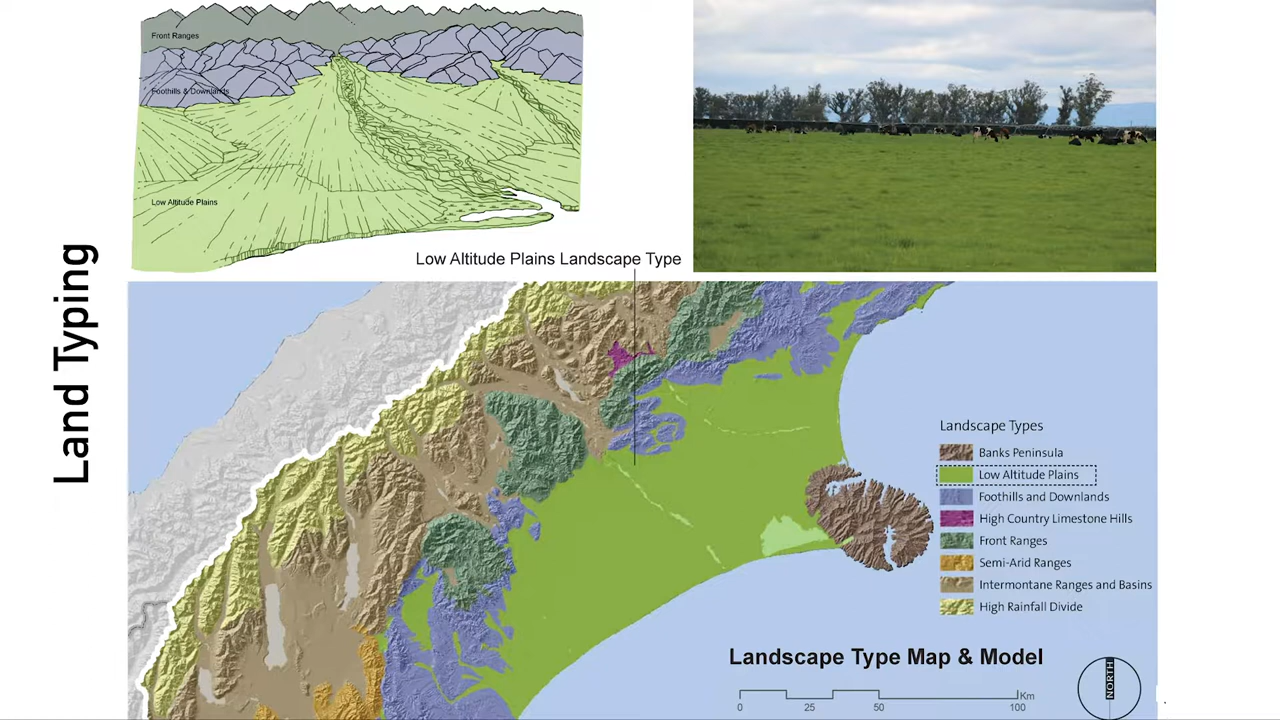 Land Typing
Front Ranges
Foothills & Downlands
Low Altitude Plains
Low Altitude Plains Landscape Type
Landscape Types
Banks Peninsula
Low Altitude Plains
Foothills and Downlands
High Country Limestone Hills
Front Ranges
Semi-Arid Ranges
Intermontane Ranges and Basins
High Rainfall Divide
Landscape Type Map & Model
Km
0 25 50 100
NORTH